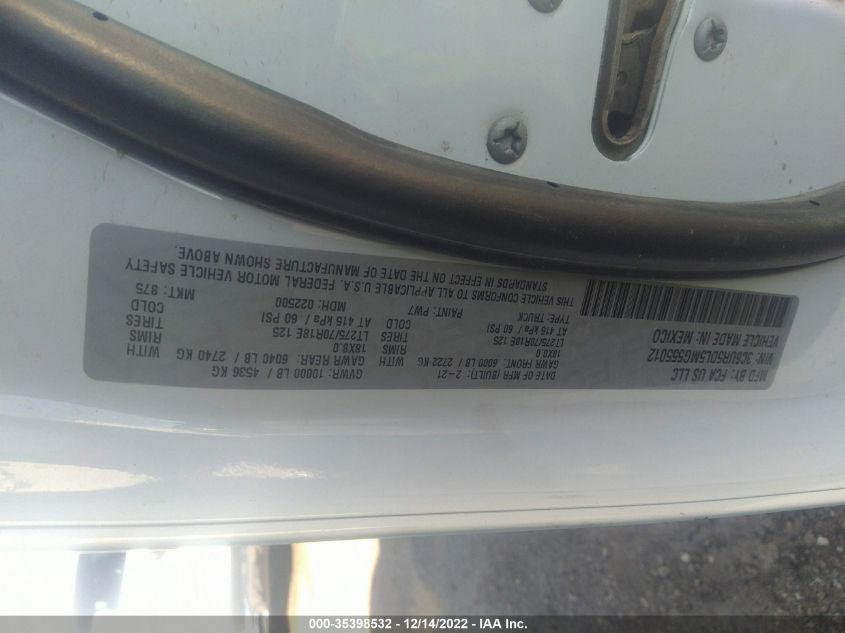 MFD BY: FCA US LLC
VIN: 3C6UR5DL5MG555012
VEHICLE MADE IN: MEXICO
DATE OF MFR (BUILT): 2-21
GVWR: 10000 LB / 4536 KG
GAWR FRONT: 6000 LB / 2722 KG
GAWR REAR: 6040 LB / 2740 KG WITH
18X8.0 RIMS
18X8.0 RIMS
LT275/70R18E 125 TIRES
LT275/70R18E 125 TIRES
AT 415 kPa / 60 PSI COLD
AT 415 kPa / 60 PSI COLD
TYPE: TRUCK PAINT: PW7 MDH: 022500 MKT: 875
THIS VEHICLE CONFORMS TO ALL APPLICABLE U.S.A. FEDERAL MOTOR VEHICLE SAFETY
STANDARDS IN EFFECT ON THE DATE OF MANUFACTURE SHOWN ABOVE.
000-35398532 - 12/14/2022 - IAA Inc.